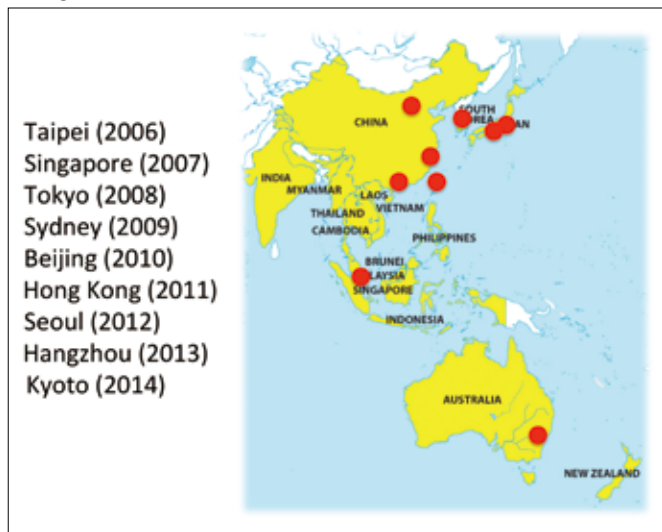 Taipei (2006)
Singapore (2007)
Tokyo (2008)
Sydney (2009)
Beijing (2010)
Hong Kong (2011)
Seoul (2012)
Hangzhou (2013)
Kyoto (2014)
CHINA
SOUTH
INDIA
MYANMAR
LAOS
VIETNAM
THAILAND
CAMBODIA
PHILIPPINES
BRUNEI
SINGAPORE
INDONESIA
AUSTRALIA
NEW ZEALAND